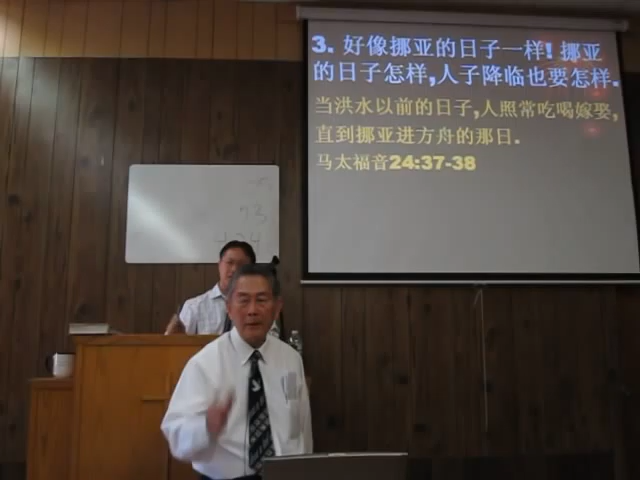 3. 好像挪亚的日子一样! 挪亚
的日子怎样,人子降临也要怎样.
当洪水以前的日子,人照常吃喝嫁娶,
直到挪亚进方舟的那日.
马太福音24:37-38
73